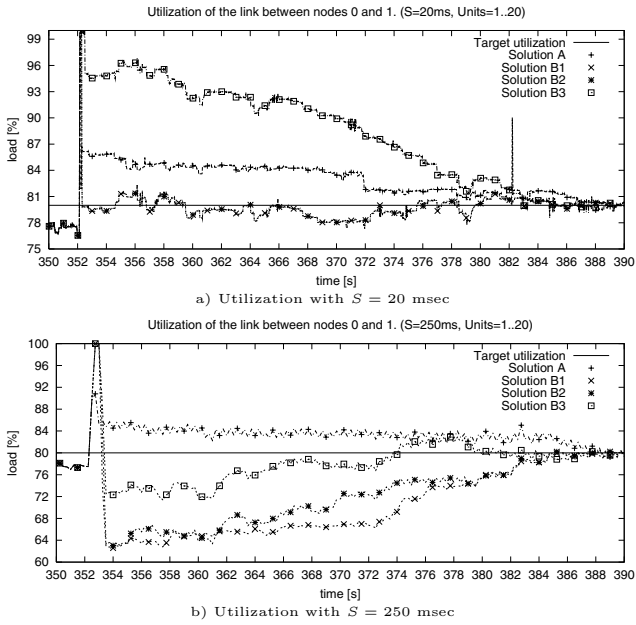 Utilization of the link between nodes 0 and 1. (S=20ms, Units=1..20)
Target utilization
Solution A
Solution B1
Solution B2
Solution B3
99
96
93
90
87
84
81
78
75
load [%]
350 352 354 356 358 360 362 364 366 368 370 372 374 376 378 380 382 384 386 388 390
time [s]
a) Utilization with S = 20 msec
Utilization of the link between nodes 0 and 1. (S=250ms, Units=1..20)
Target utilization
Solution A
Solution B1
Solution B2
Solution B3
100
96
92
88
84
80
76
72
68
64
60
load [%]
350 352 354 356 358 360 362 364 366 368 370 372 374 376 378 380 382 384 386 388 390
time [s]
b) Utilization with S = 250 msec